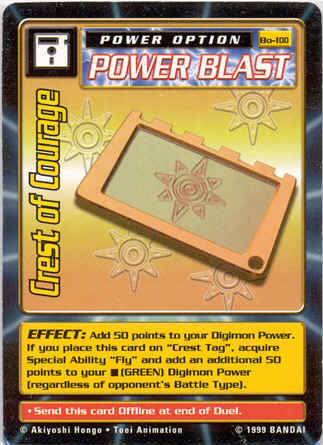 POWER OPTION
Bo-100
POWER BLAST
Crest of Courage
EFFECT: Add 50 points to your Digimon Power.
If you place this card on "Crest Tag", acquire
Special Ability "Fly" and add an additional 50
points to your ■(GREEN) Digimon Power
(regardless of opponent's Battle Type).
• Send this card Offline at end of Duel.
© Akiyoshi Hongo • Toei Animation © 1999 BANDAI